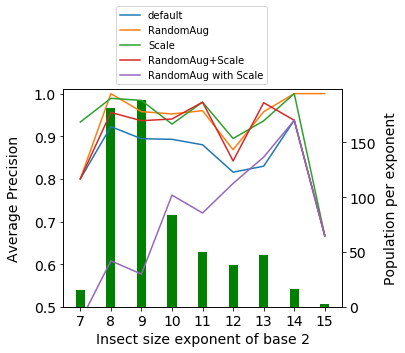 default
RandomAug
Scale
RandomAug+Scale
RandomAug with Scale
1.0
0.9
0.8
0.7
0.6
0.5
Average Precision
150
100
50
0
Population per exponent
7 8 9 10 11 12 13 14 15
Insect size exponent of base 2